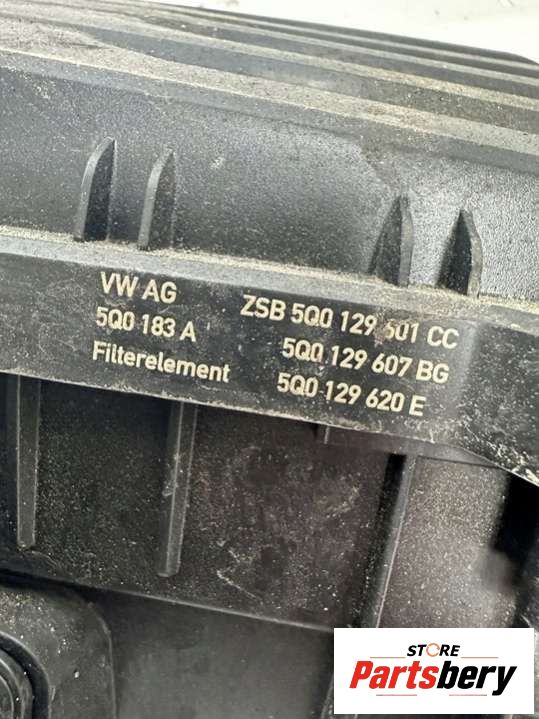 VW AG
5Q0 183 A
Filterelement
ZSB 5Q0 129 601 CC
5Q0 129 607 BG
5Q0 129 620 E
STORE
Partsbery